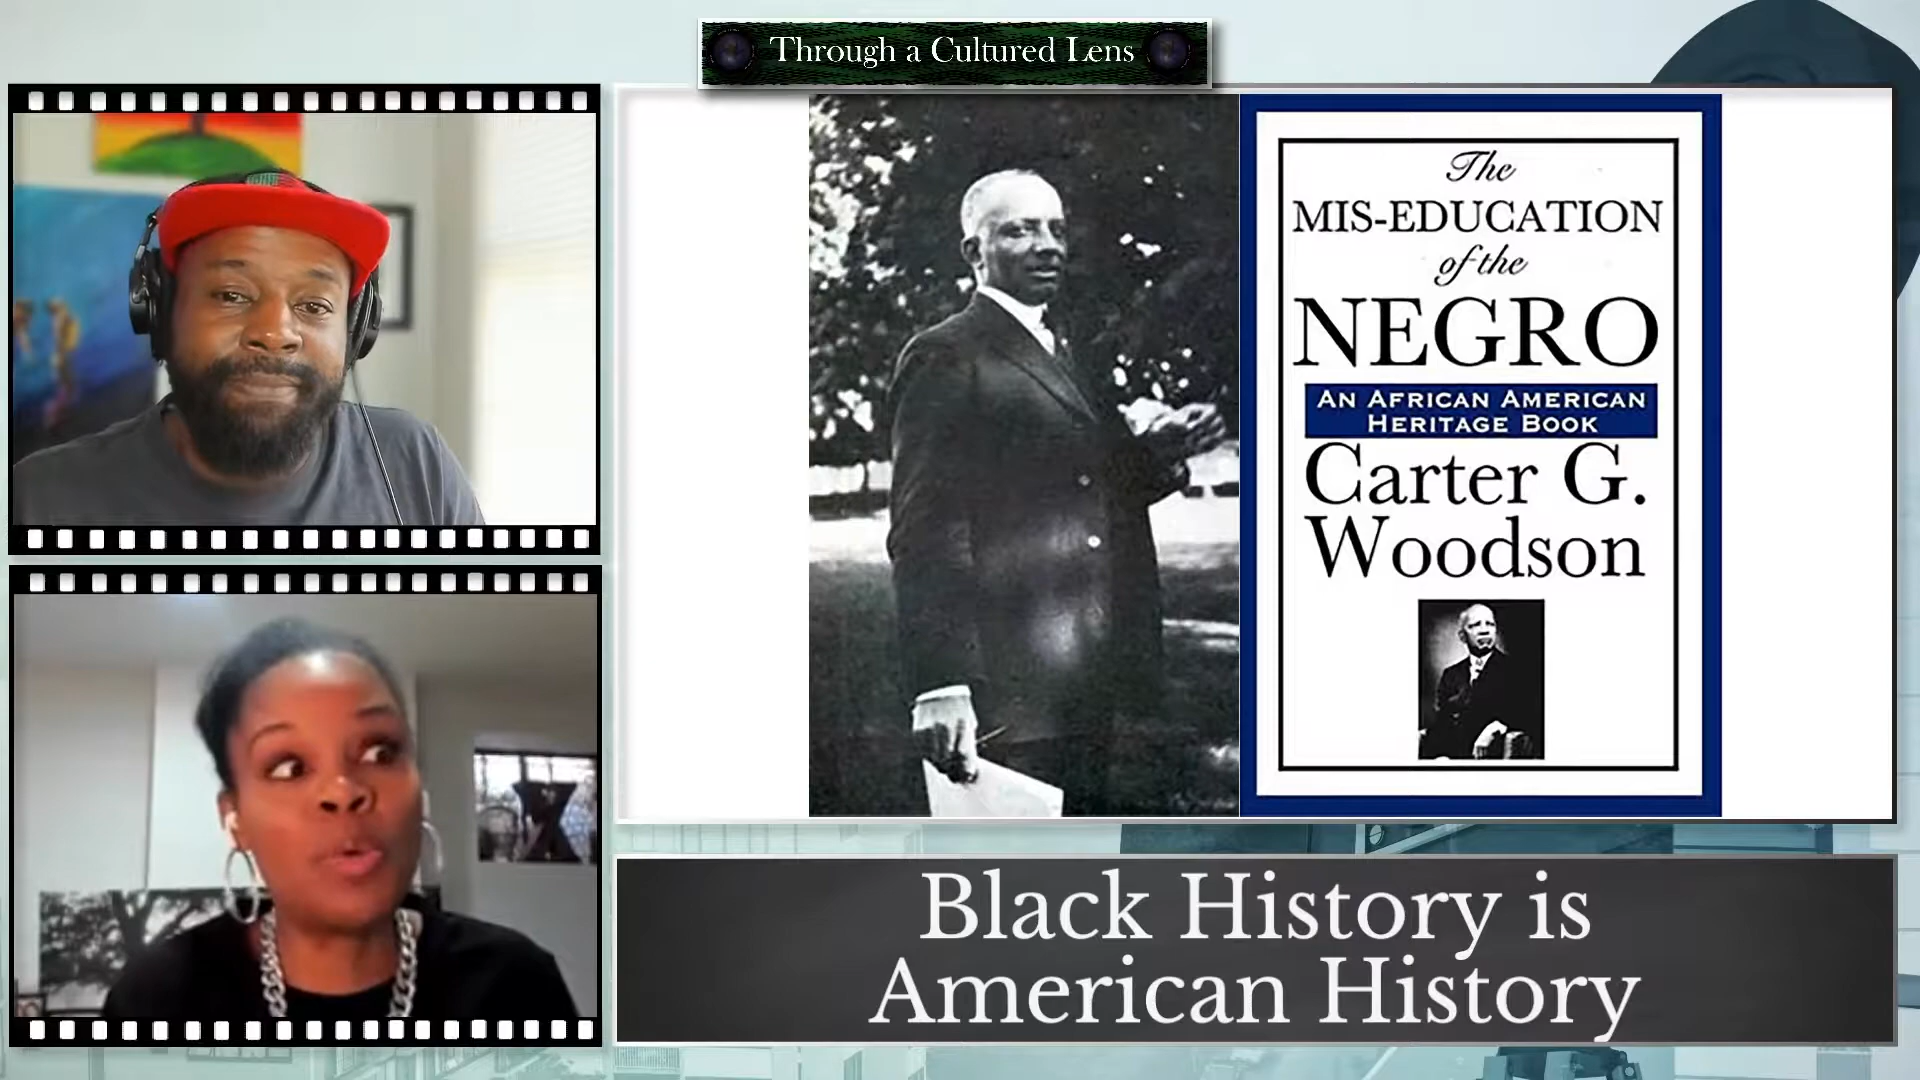 Through a Cultured Lens
The
MIS-EDUCATION
of the
NEGRO
AN AFRICAN AMERICAN
HERITAGE BOOK
Carter G.
Woodson
Black History is
American History